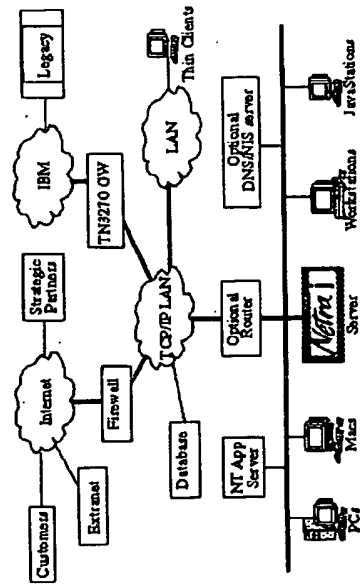 Legacy
IBM
Thin Clients
LAN
TN3270 GW
Strategic
Partners
Internet
TCP/IP LAN
Firewall
Customers
Extranet
Database
Optional
DNS/NIS server
Optional
Router
NT App
Server
JavaStations
Workstations
Netra j
Server
Macs
PCs